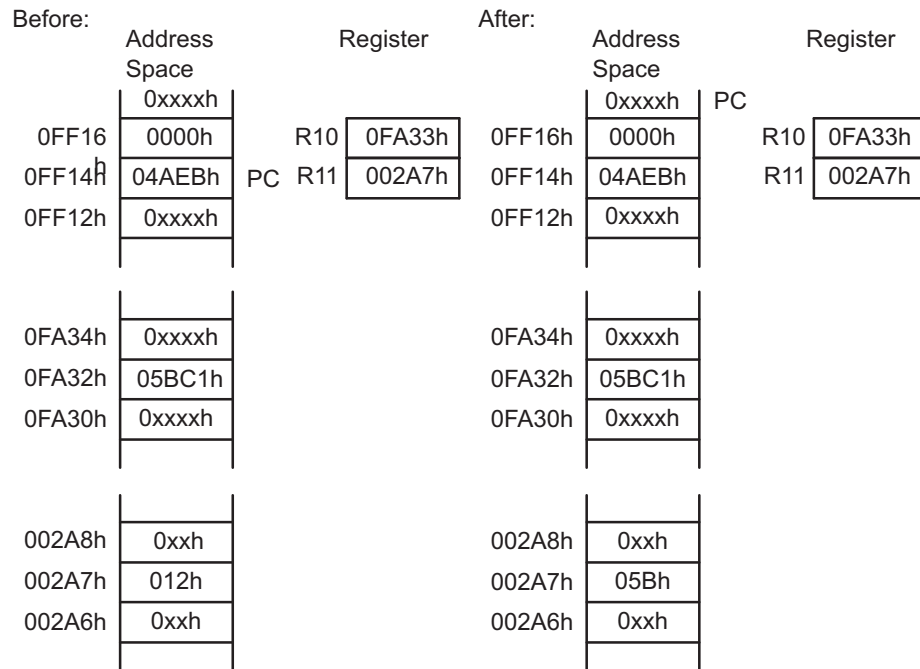 Before:
Address Space
Register
0xxxxh
0FF16h 0000h R10 0FA33h
0FF14h 04AEBh PC R11 002A7h
0FF12h 0xxxxh
0FA34h 0xxxxh
0FA32h 05BC1h
0FA30h 0xxxxh
002A8h 0xxh
002A7h 012h
002A6h 0xxh
After:
Address Space
Register
0xxxxh PC
0FF16h 0000h R10 0FA33h
0FF14h 04AEBh R11 002A7h
0FF12h 0xxxxh
0FA34h 0xxxxh
0FA32h 05BC1h
0FA30h 0xxxxh
002A8h 0xxh
002A7h 05Bh
002A6h 0xxh